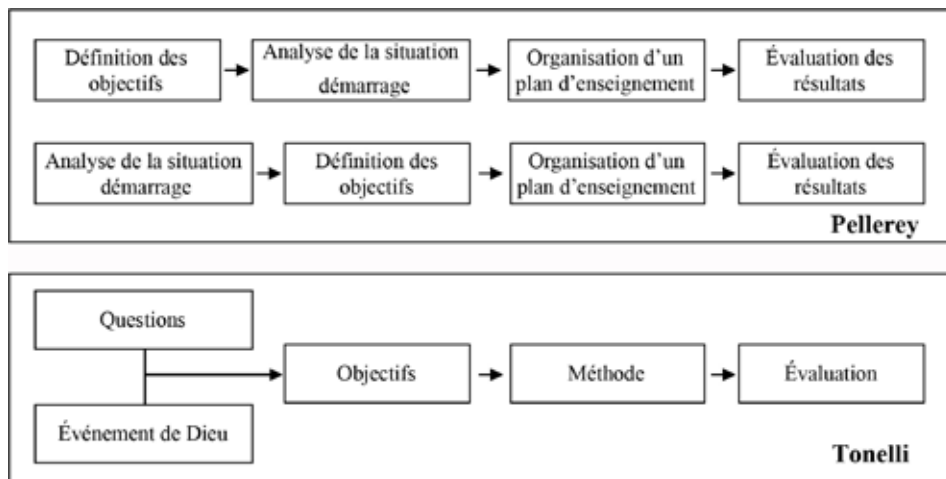 Définition des
objectifs
Analyse de la situation
démarrage
Organisation d'un
plan d'enseignement
Évaluation des
résultats
Analyse de la situation
démarrage
Définition des
objectifs
Organisation d'un
plan d'enseignement
Évaluation des
résultats
Pellerey
Questions
Événement de Dieu
Objectifs
Méthode
Évaluation
Tonelli